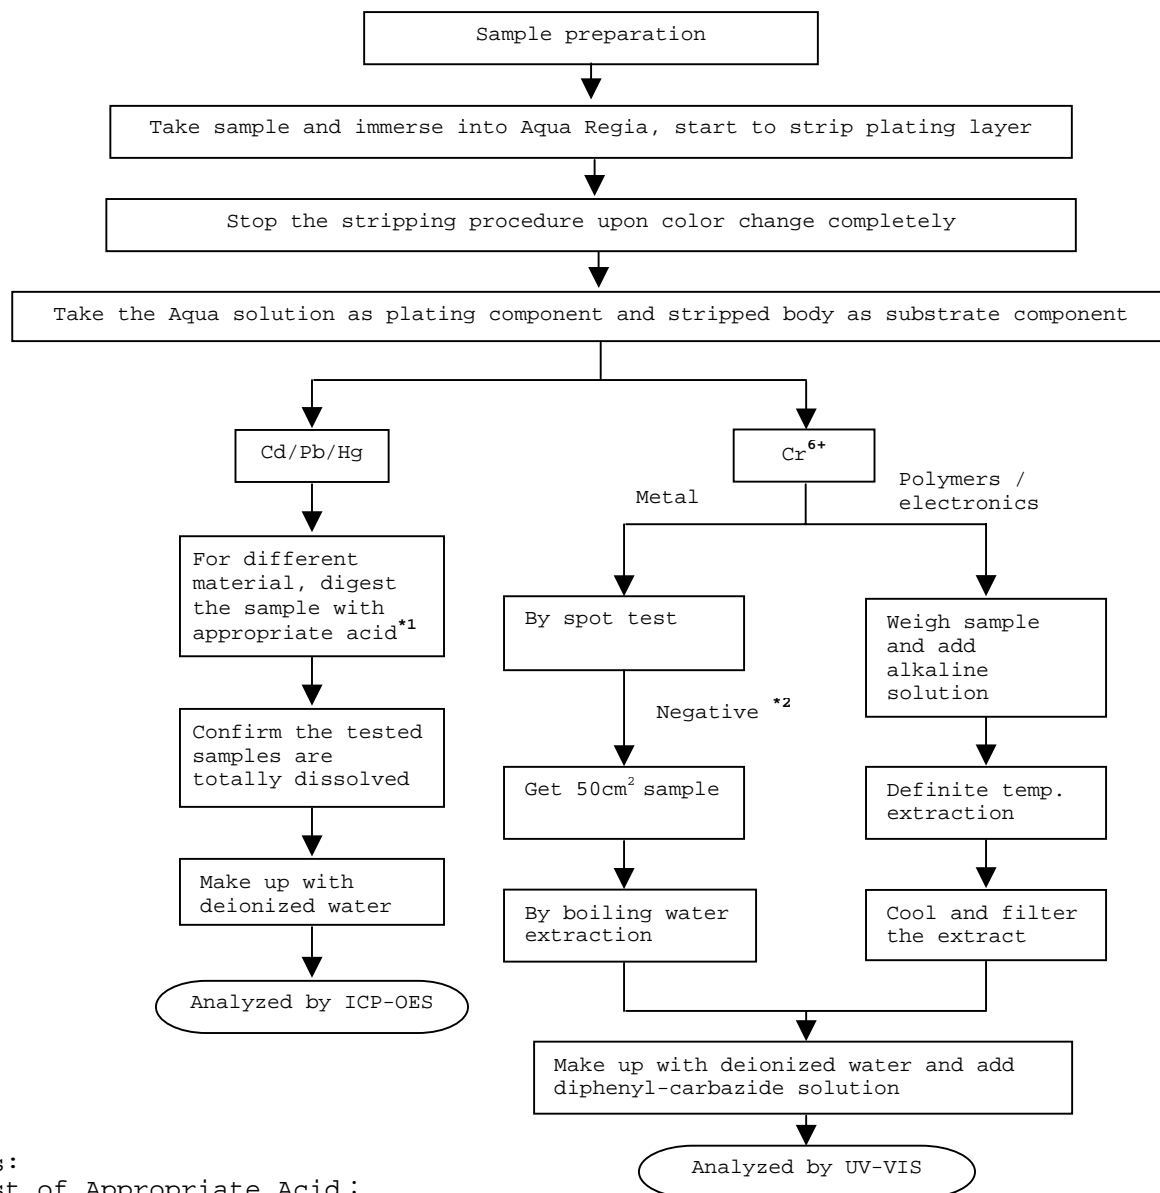 Sample preparation
Take sample and immerse into Aqua Regia, start to strip plating layer
Stop the stripping procedure upon color change completely
Take the Aqua solution as plating component and stripped body as substrate component
Cd/Pb/Hg
For different
material, digest
the sample with
appropriate acid*1
Confirm the tested
samples are
totally dissolved
Make up with
deionized water
Analyzed by ICP-OES
Cr6+
Metal
By spot test
Negative *2
Get 50cm2 sample
By boiling water
extraction
Polymers /
electronics
Weigh sample
and add
alkaline
solution
Definite temp.
extraction
Cool and filter
the extract
Make up with deionized water and add
diphenyl-carbazide solution
Analyzed by UV-VIS
s:
st of Appropriate Acid: